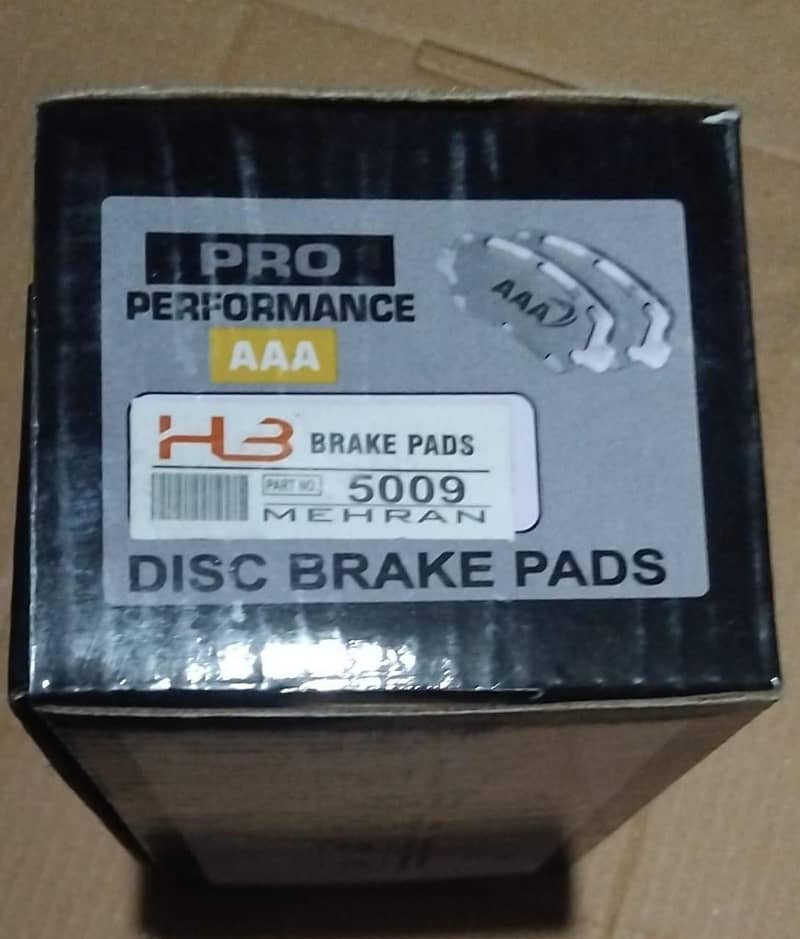 PRO
PERFORMANCE
AAA
AAA
HB BRAKE PADS
PART NO. 5009
MEHRAN
DISC BRAKE PADS